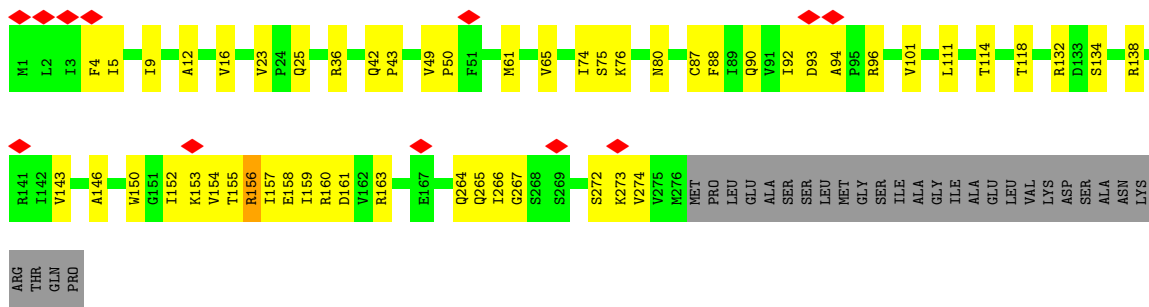 M1 L2 I3 F4 I5 I9 A12 V16 V23 P24 Q25 R36 Q42 P43 V49 P50 F51 M61 V65 I74 S75 K76 N80 C87 F88 I89 Q90 V91 I92 D93 A94 P95 R96 V101 L111 T114 T118 R132 D133 S134 R138
R141 I142 V143 A146 W150 G151 I152 K153 V154 T155 R156 I157 E158 I159 R160 D161 V162 R163 E167 Q264 Q265 I266 G267 S268 S269 S272 K273 V274 V275 M276 MET PRO LEU GLU ALA SER SER LEU MET GLY SER ILE ALA GLY ILE ALA GLU LEU VAL LYS ASP SER ALA ASN LYS
ARG THR GLN PRO